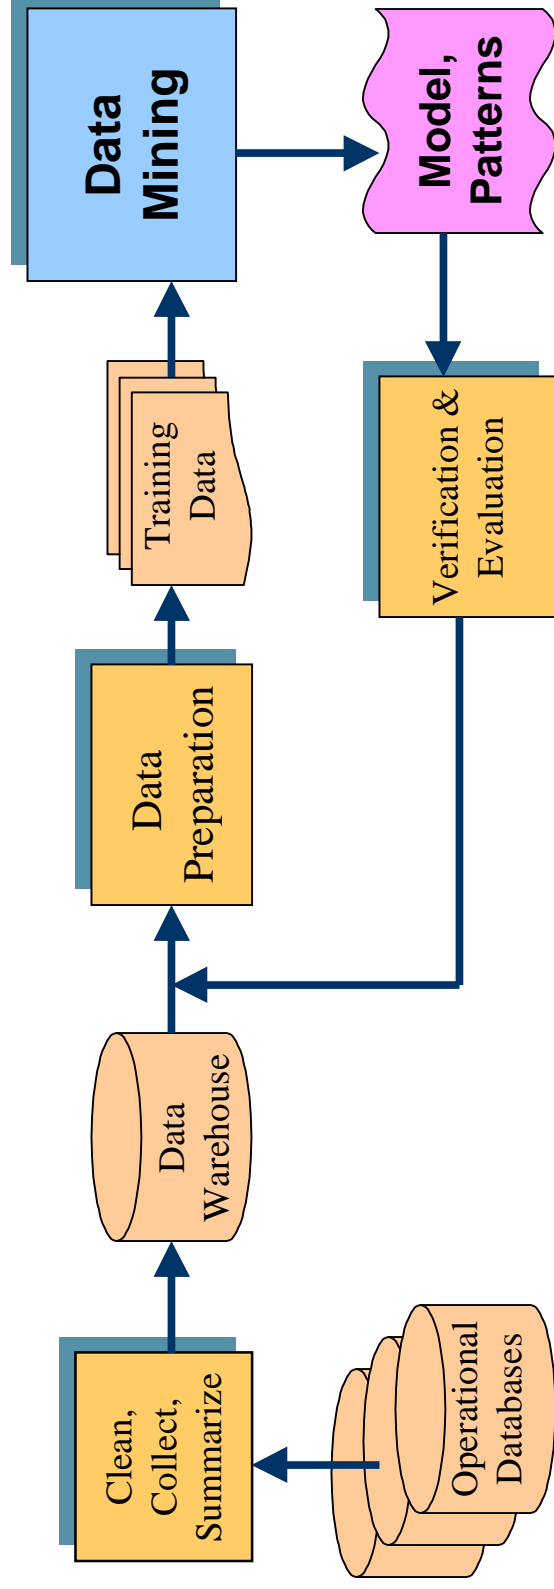 Clean,
Collect,
Summarize
Data
Warehouse
Data
Preparation
Training
Data
Data
Mining
Operational
Databases
Verification &
Evaluation
Model,
Patterns